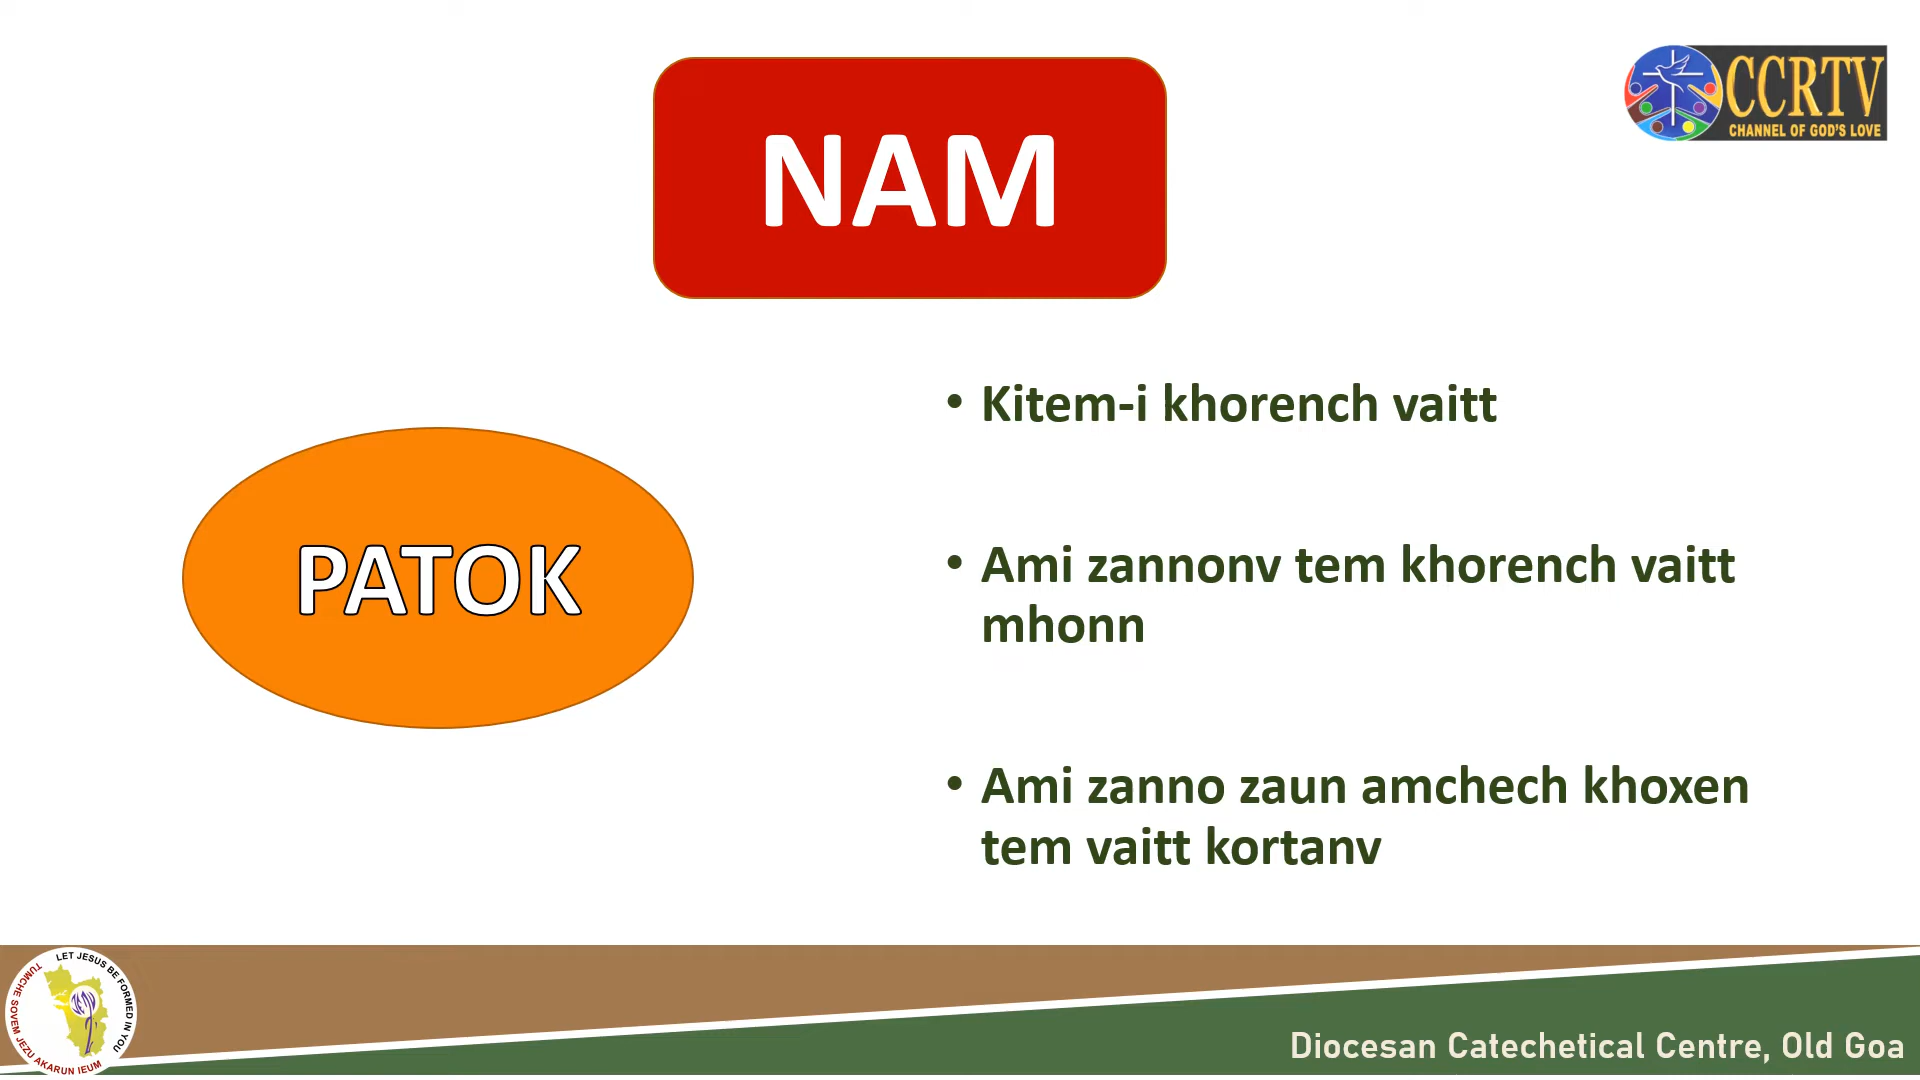 NAM
CCRTV
CHANNEL OF GOD'S LOVE
PATOK
• Kitem-i khorench vaitt
• Ami zannonv tem khorench vaitt
mhonn
• Ami zanno zaun amchech khoxen
tem vaitt kortanv
LET JESUS BE FORMED IN YOU
TUMCHE SOVEM JEZU AKARUN IEUM
Diocesan Catechetical Centre, Old Goa